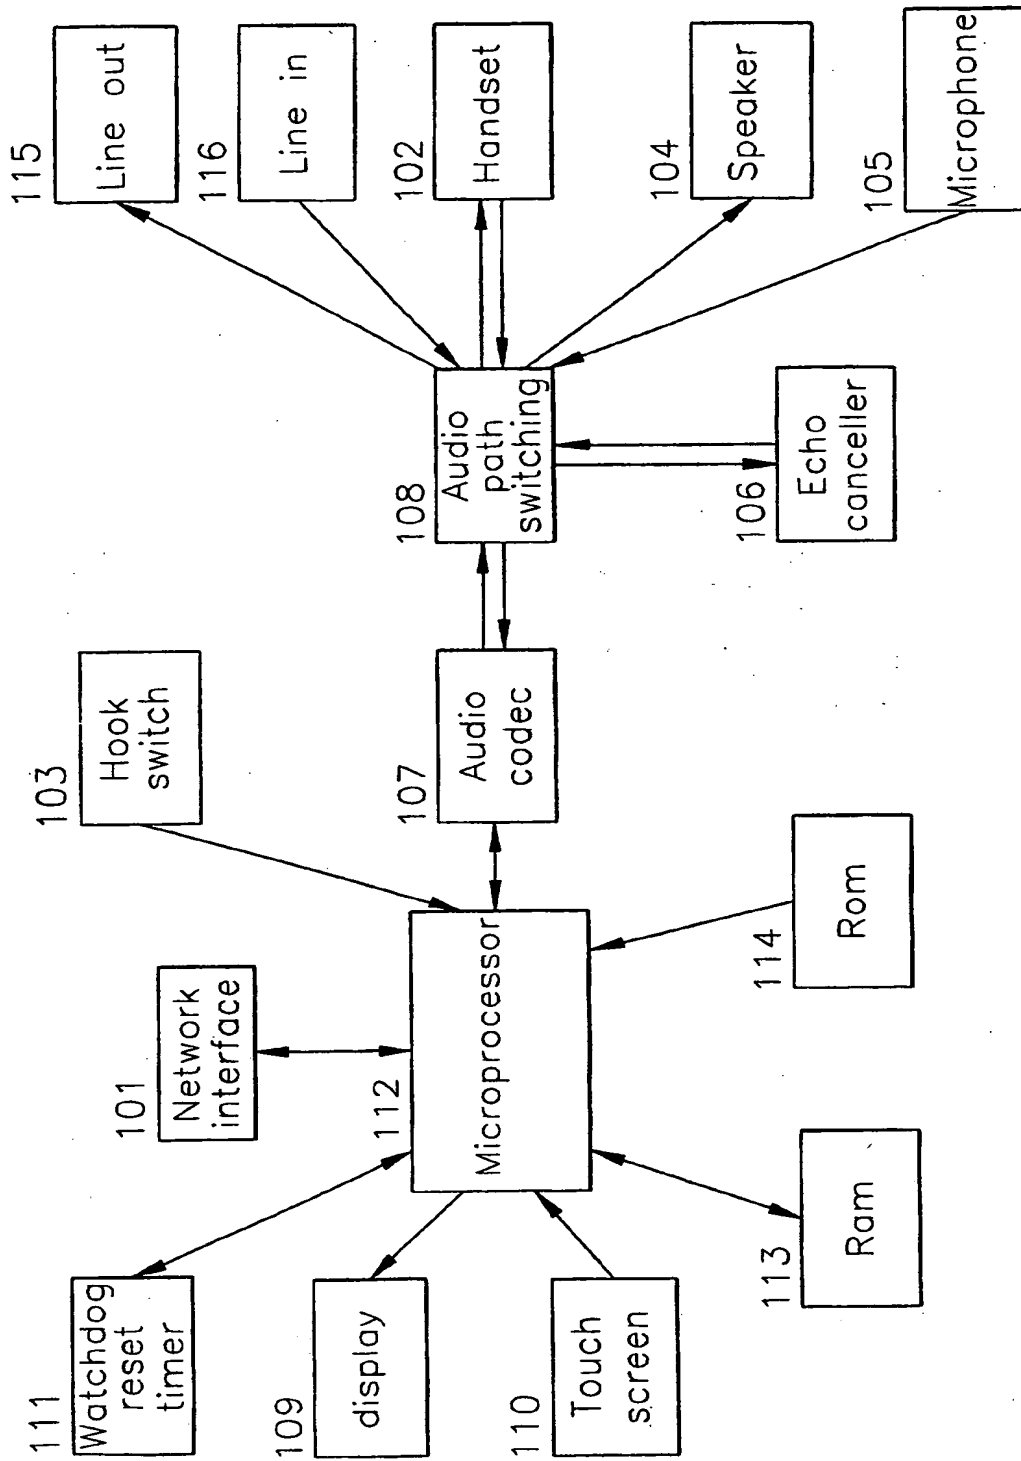 111
Watchdog
reset
timer
109
display
110
Touch
screen
101
Network
interface
112
Microprocessor
113
Ram
103
Hook
switch
114
Rom
107
Audio
codec
108
Audio
path
switching
106
Echo
canceller
115
Line out
116
Line in
102
Handset
104
Speaker
105
Microphone